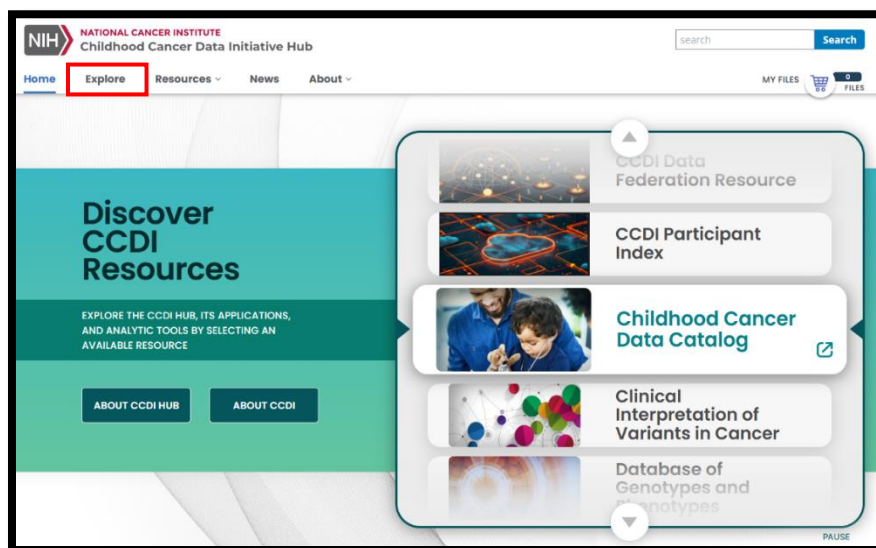 NIH
NATIONAL CANCER INSTITUTE
Childhood Cancer Data Initiative Hub
search
Search
Home Explore Resources News About
MY FILES
0
FILES
Discover
CCDI
Resources
EXPLORE THE CCDI HUB, ITS APPLICATIONS,
AND ANALYTIC TOOLS BY SELECTING AN
AVAILABLE RESOURCE
ABOUT CCDI HUB
ABOUT CCDI
CCDI Data
Federation Resource
CCDI Participant
Index
Childhood Cancer
Data Catalog
Clinical
Interpretation of
Variants in Cancer
Database of
Genotypes and
Phenotypes
PAUSE